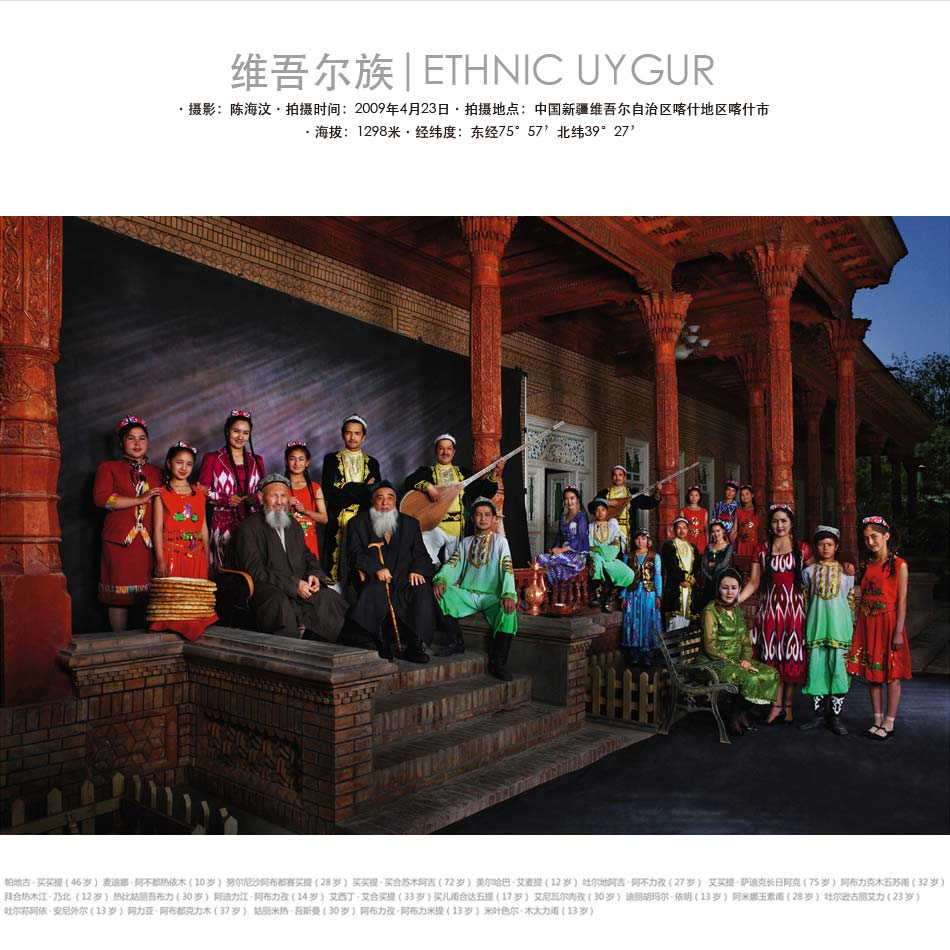 维吾尔族|ETHNIC UYGUR
·摄影：陈海汶·拍摄时间：2009年4月23日·拍摄地点：中国新疆维吾尔自治区喀什地区喀什市
·海拔：1298米·经纬度：东经75°57’北纬39°27’
帕地古·买买提（46岁） 麦迪娜·阿不都热依木（10岁） 努尔尼沙阿布都赛买提（28岁） 买买提·买合苏木阿吉（72岁） 美尔哈巴·艾麦提（12岁） 吐尔地阿吉·阿不力孜（27岁） 艾买提·萨迪克长日阿克（75岁） 阿布力克木五苏甫（32岁）
拜合热木江·乃比（12岁） 热比姑丽吾布力（30岁） 阿迪力江·阿布力孜（14岁） 艾西丁·艾合买提（33岁）买儿甫合达五提（17岁） 艾尼瓦尔肉孜（30岁） 迪丽胡玛尔·依明（13岁） 阿米娜玉素甫（28岁） 吐尔逊古丽艾力（23岁）
吐尔荪阿依·安尼外尔（13岁） 阿力亚·阿布都克力木（37岁） 姑丽米热·吾斯曼（30岁） 阿布力孜·阿布力米提（13岁） 米叶色尔·木太力甫（13岁）